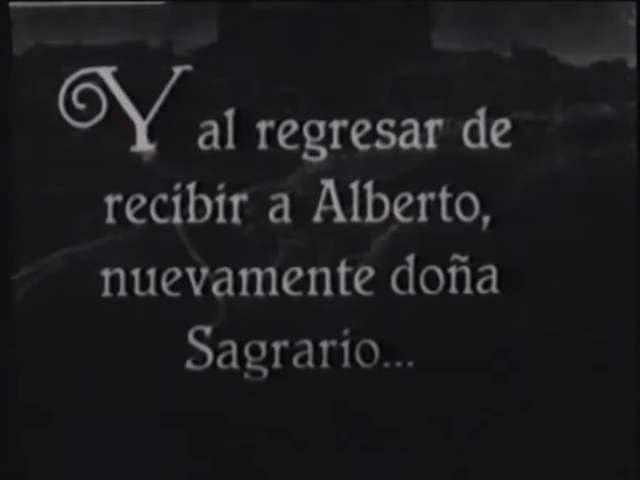 Y al regresar de
recibir a Alberto,
nuevamente doña
Sagrario...